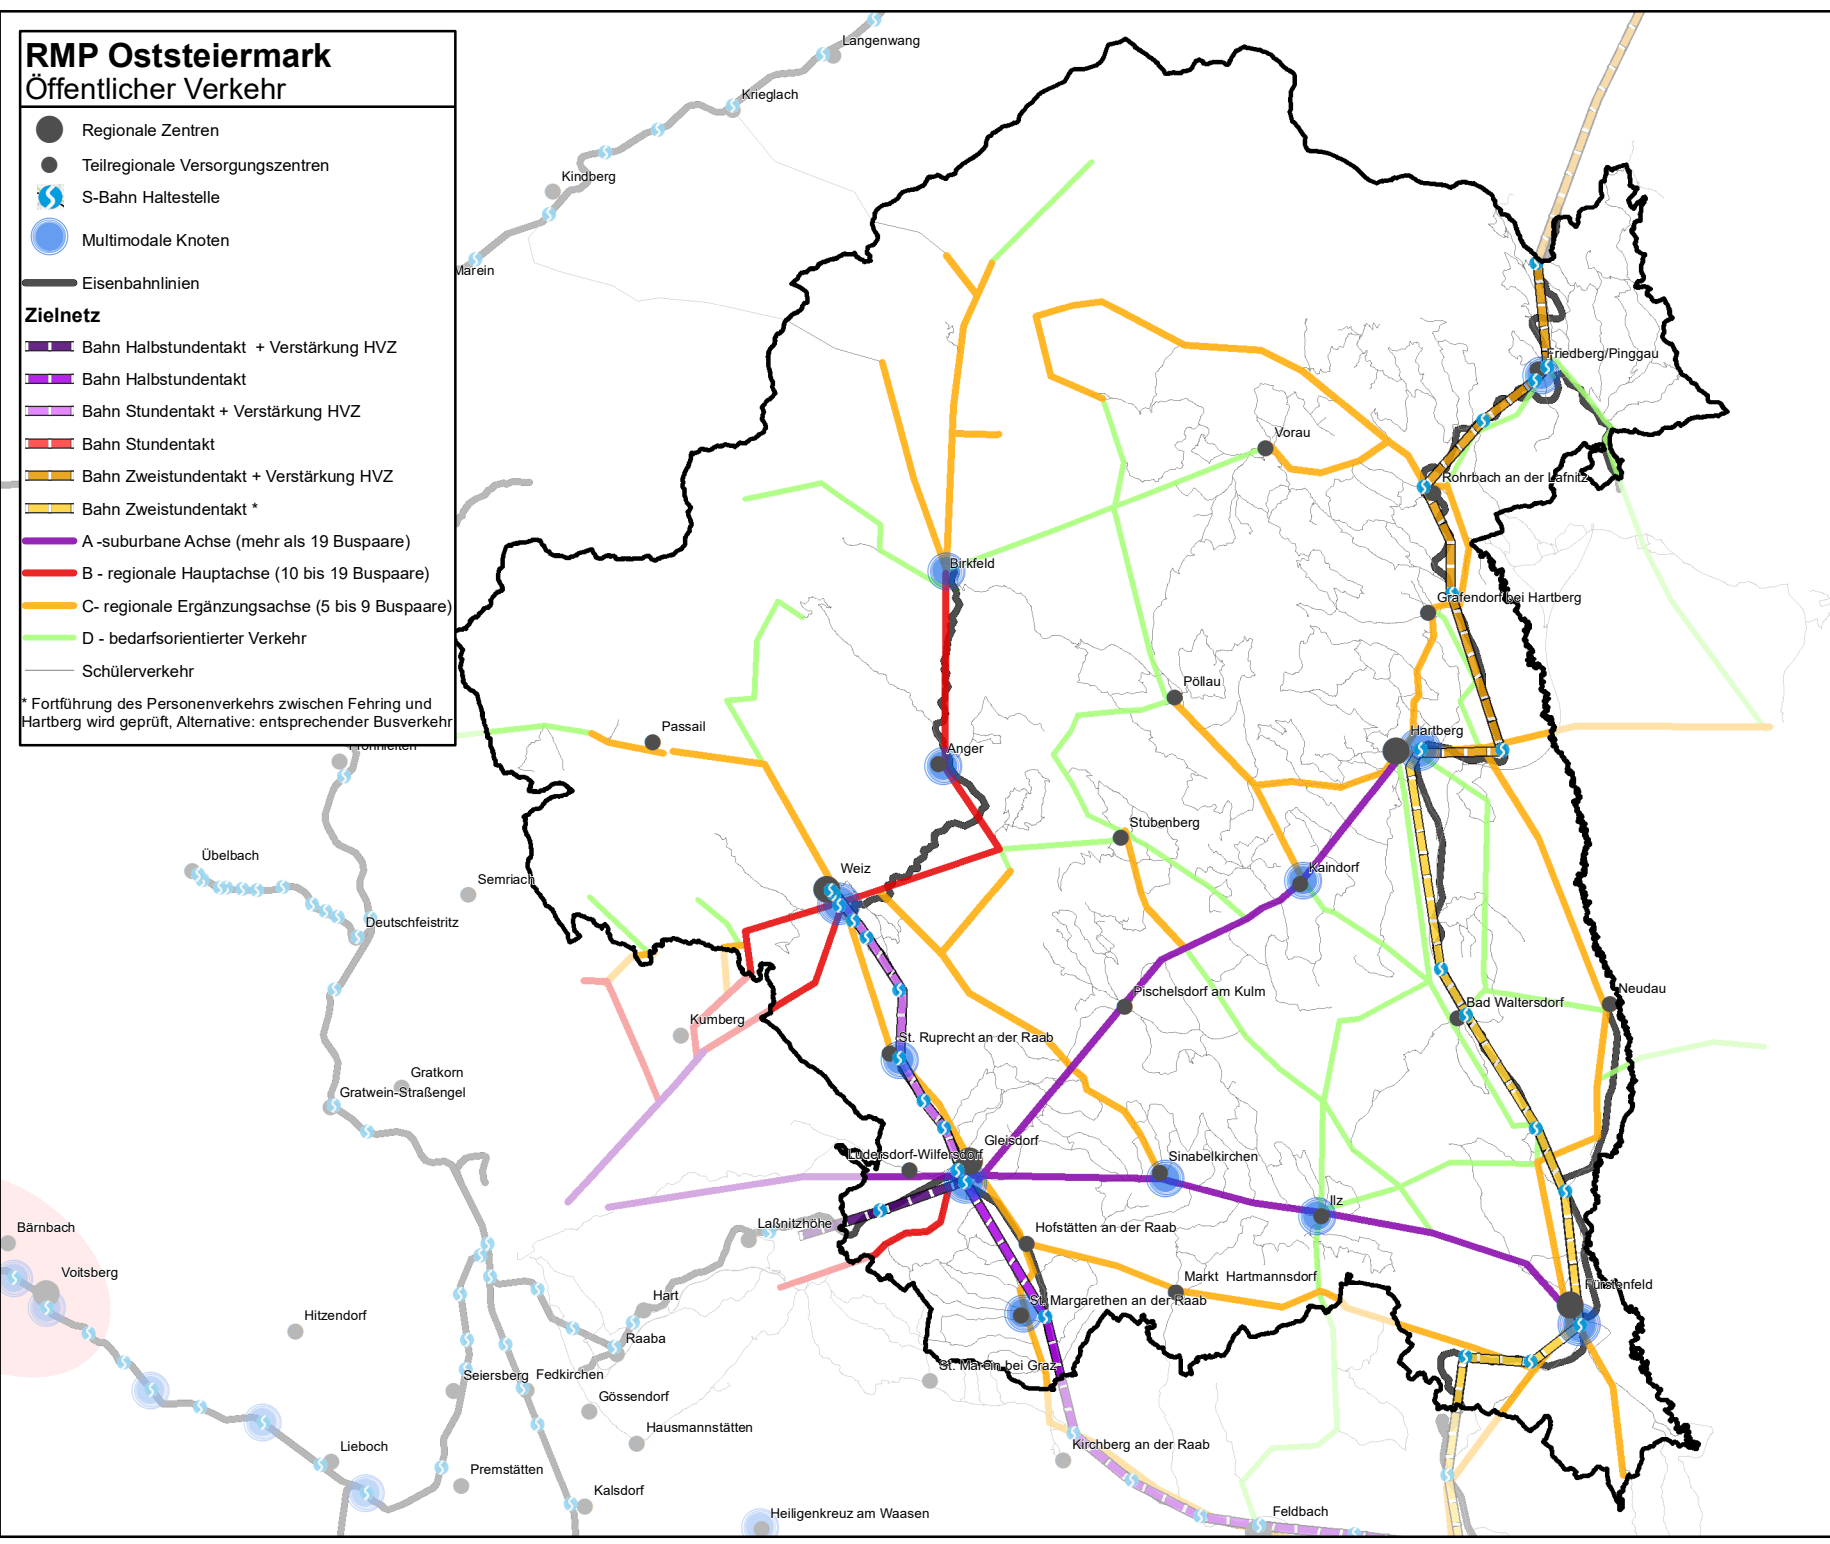 RMP Oststeiermark
Öffentlicher Verkehr
Regionale Zentren
Teilregionale Versorgungszentren
S-Bahn Haltestelle
Multimodale Knoten
Eisenbahnlinien
Zielnetz
Bahn Halbstundentakt + Verstärkung HVZ
Bahn Halbstundentakt
Bahn Stundentakt + Verstärkung HVZ
Bahn Stundentakt
Bahn Zweistundentakt + Verstärkung HVZ
Bahn Zweistundentakt *
A -suburbane Achse (mehr als 19 Buspaare)
B - regionale Hauptachse (10 bis 19 Buspaare)
C- regionale Ergänzungsachse (5 bis 9 Buspaare)
D - bedarfsorientierter Verkehr
Schülerverkehr
* Fortführung des Personenverkehrs zwischen Fehring und
Hartberg wird geprüft, Alternative: entsprechender Busverkehr
Langenwang
Krieglach
Kindberg
Marein
Friedberg/Pinggau
Vorau
Rohrbach an der Lafnitz
Birkfeld
Grafendorf bei Hartberg
Pöllau
Passail
Hartberg
Anger
Frohnleiten
Stubenberg
Übelbach
Weiz
Kaindorf
Semriach
Deutschfeistritz
Neudau
Pischelsdorf am Kulm
Bad Waltersdorf
Kumberg
St. Ruprecht an der Raab
Gratkorn
Gratwein-Straßengel
Gleisdorf
Ludersdorf-Wilfersdorf
Sinabelkirchen
Ilz
Laßnitzhöhe
Hofstätten an der Raab
Bärnbach
Voitsberg
Markt Hartmannsdorf
Fürstenfeld
Hart
St. Margarethen an der Raab
Hitzendorf
Raaba
St. Marein bei Graz
Seiersberg
Fedkirchen
Gössendorf
Hausmannstätten
Lieboch
Kirchberg an der Raab
Premstätten
Kalsdorf
Heiligenkreuz am Waasen
Feldbach